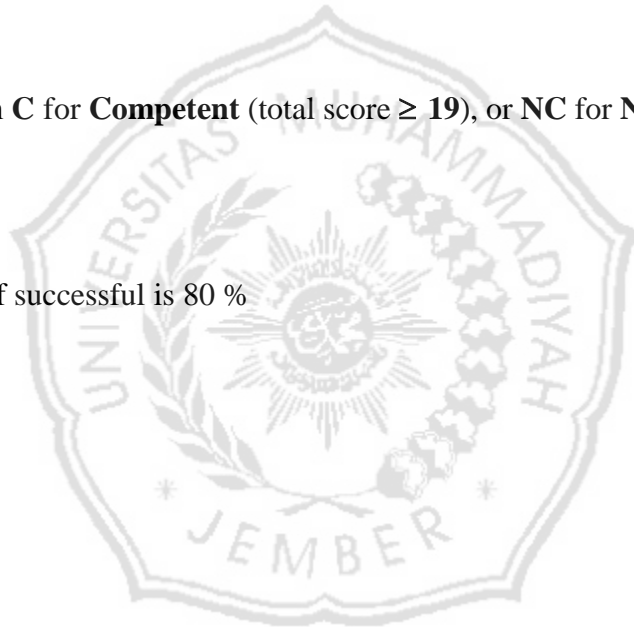 C for Competent (total score ≥ 19), or NC for N
f successful is 80 %
UNIVERSITAS MUHAMMADIYAH
JEMBER